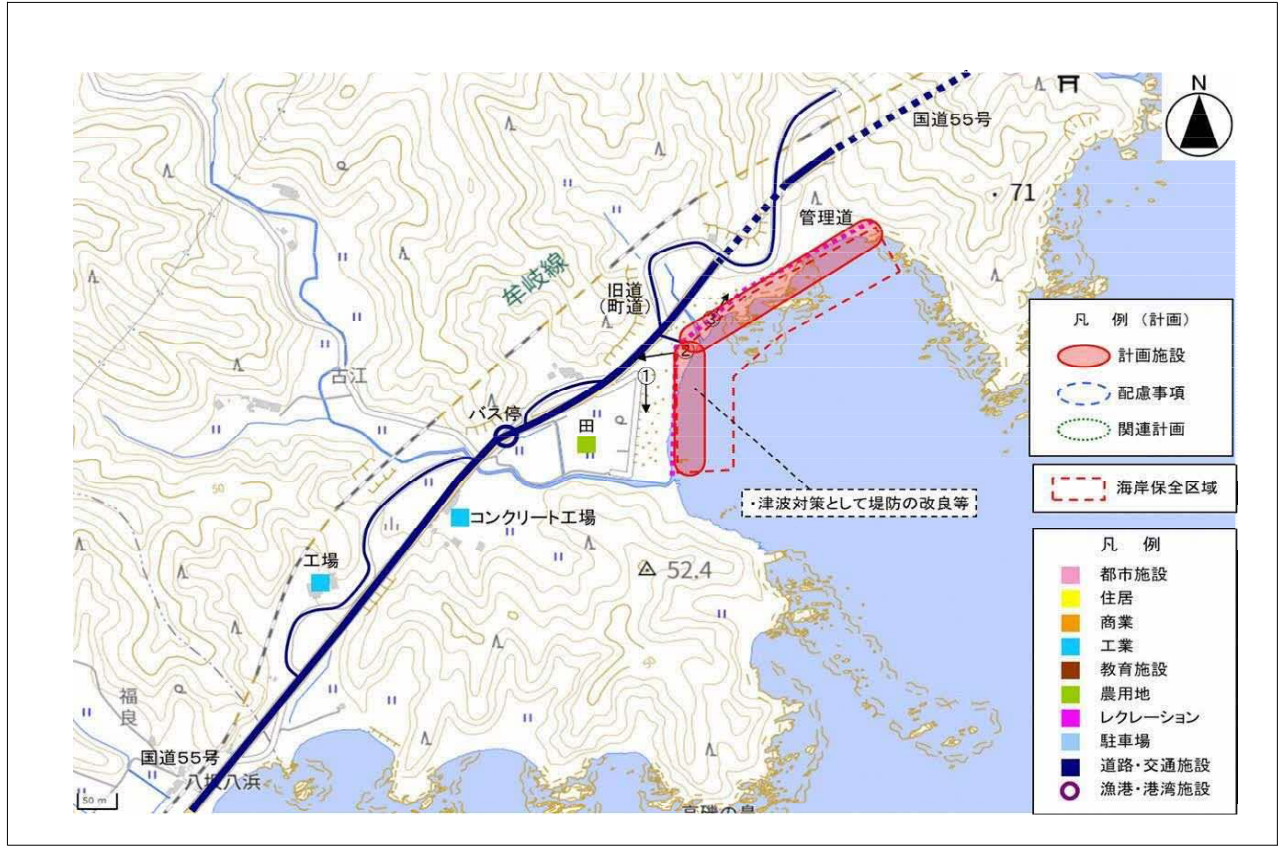 N
国道55号
71
管理道
牟岐線
旧道
(町道)
②
①
古江
バス停
田
・津波対策として堤防の改良等
50
コンクリート工場
工場
52.4
50
福良
国道55号
八坂八浜
50 m
凡 例 (計画)
計画施設
配慮事項
関連計画
海岸保全区域
凡 例
都市施設
住居
商業
工業
教育施設
農用地
レクレーション
駐車場
道路・交通施設
漁港・港湾施設